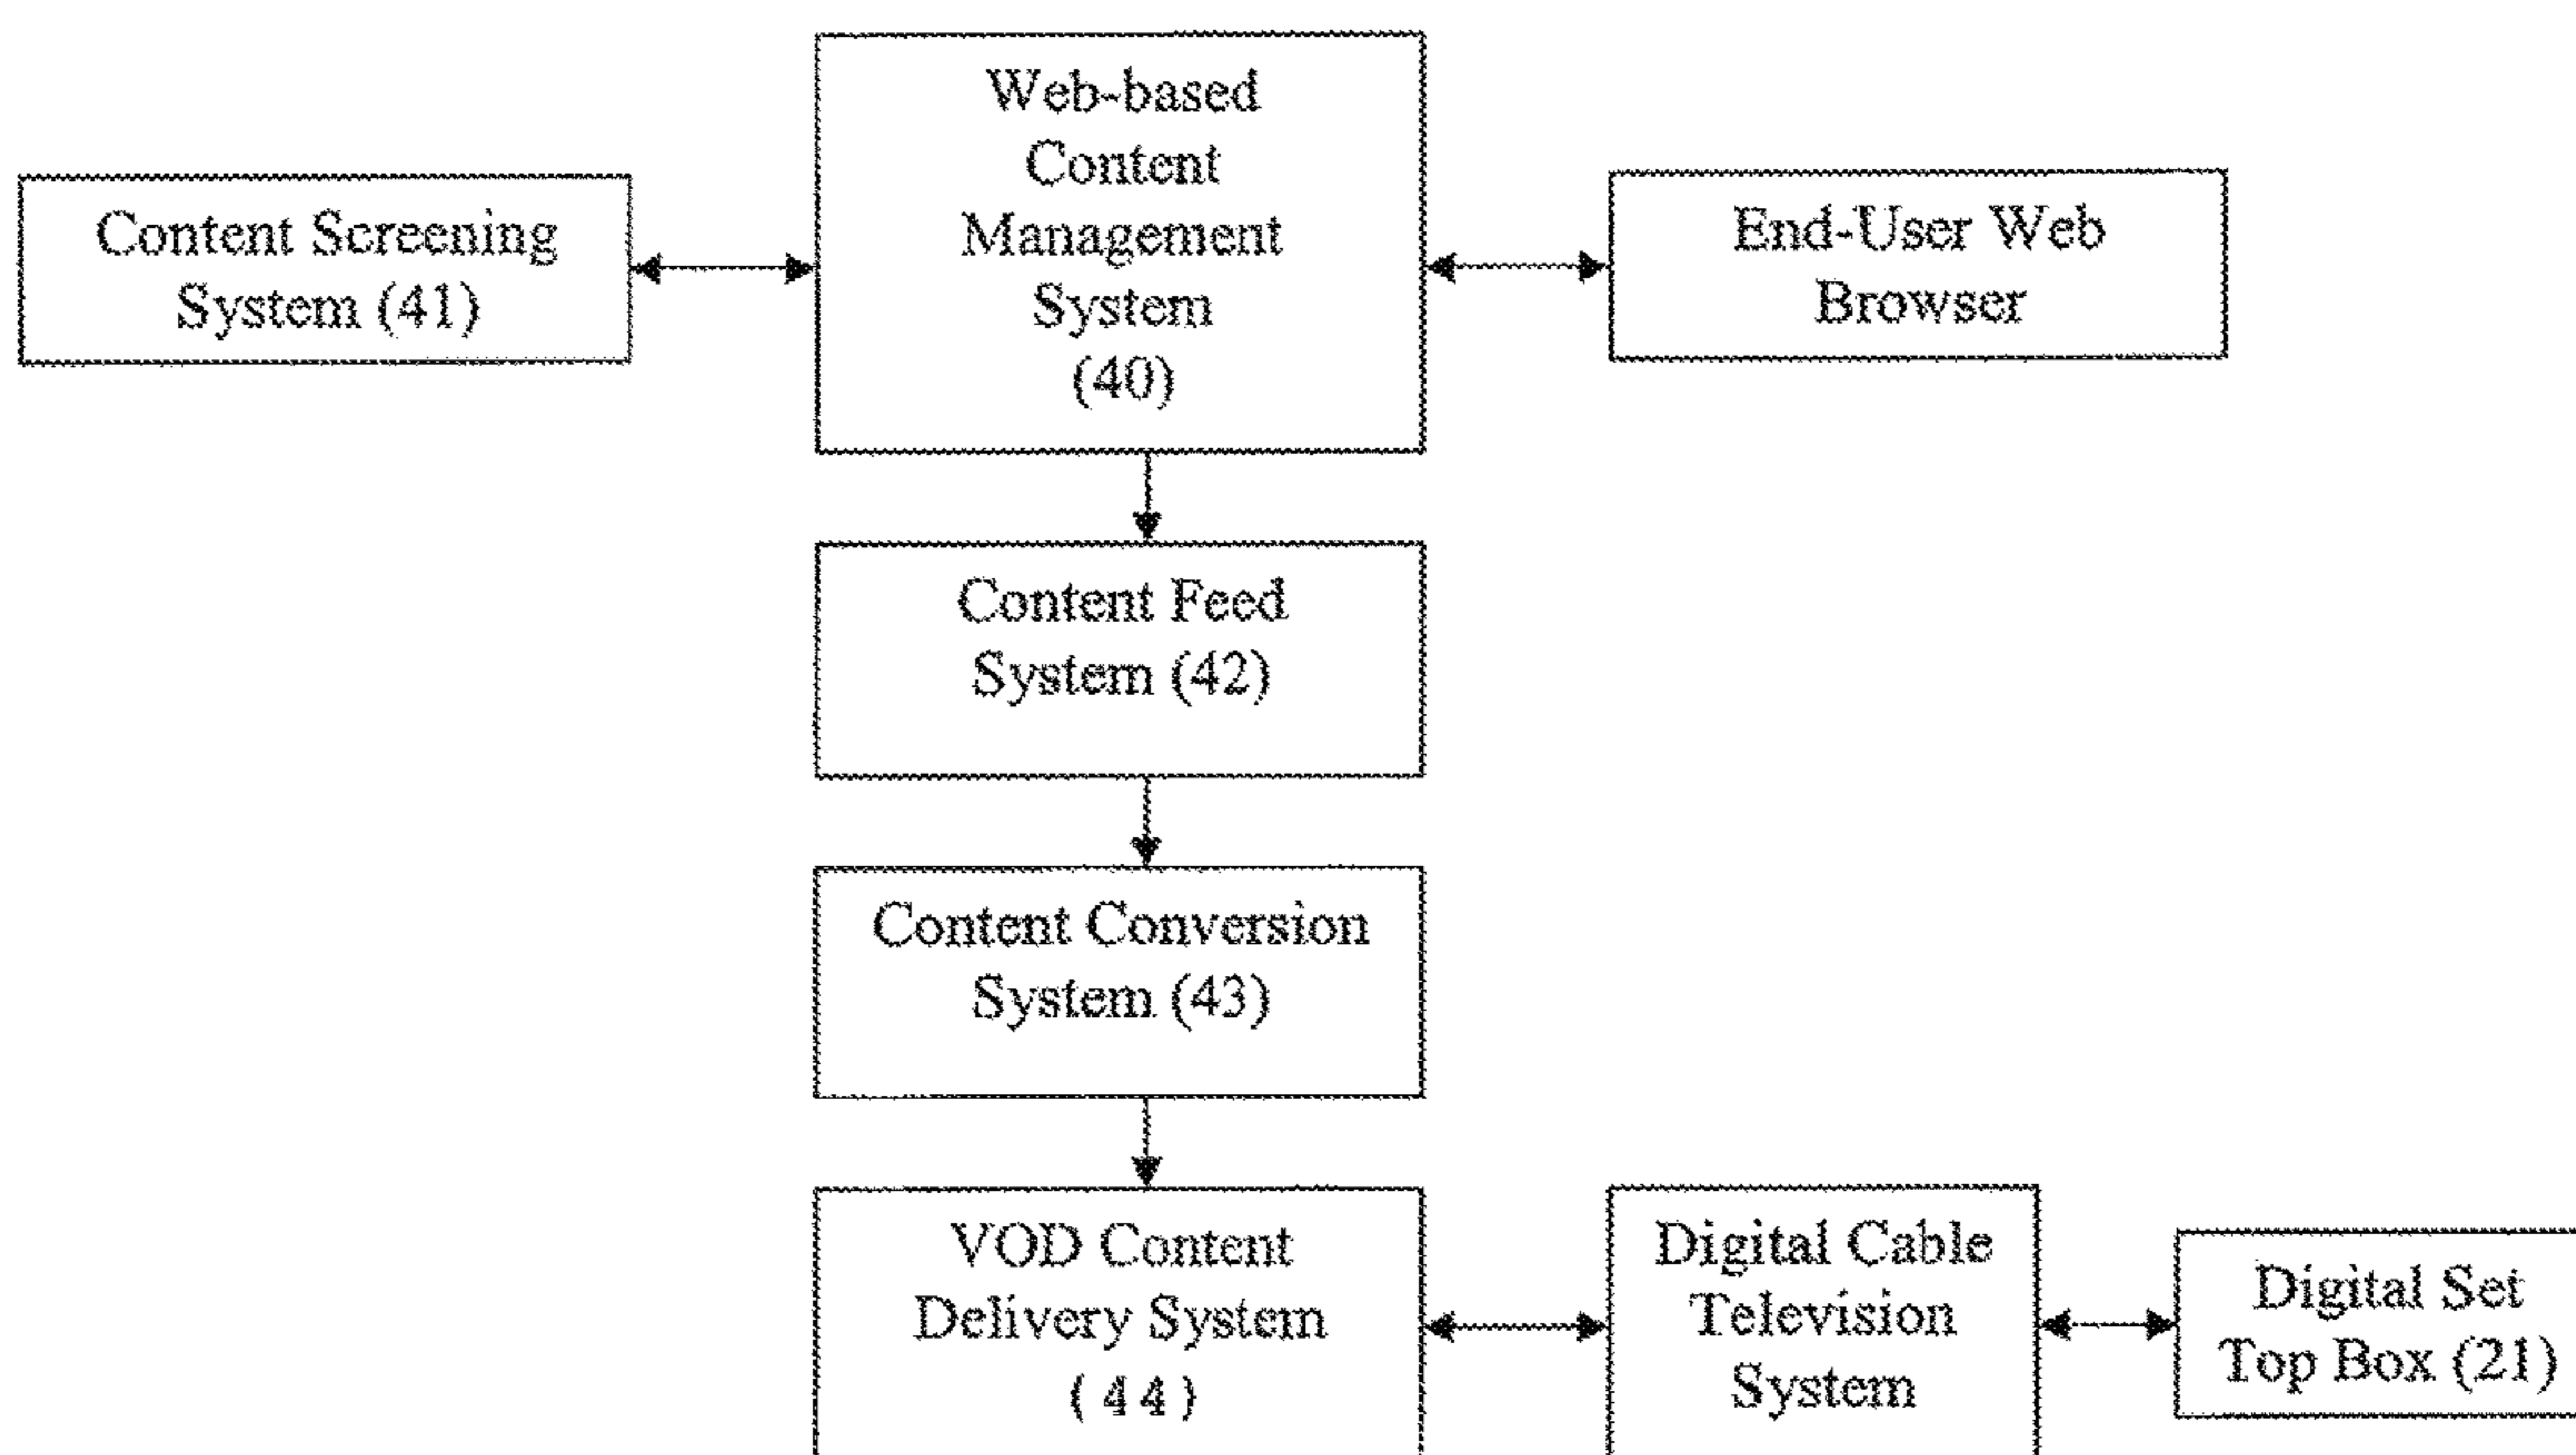 Web-based
Content
Management
System
(40)
Content Screening
System (41)
End-User Web
Browser
Content Feed
System (42)
Content Conversion
System (43)
VOD Content
Delivery System
(44)
Digital Cable
Television
System
Digital Set
Top Box (21)